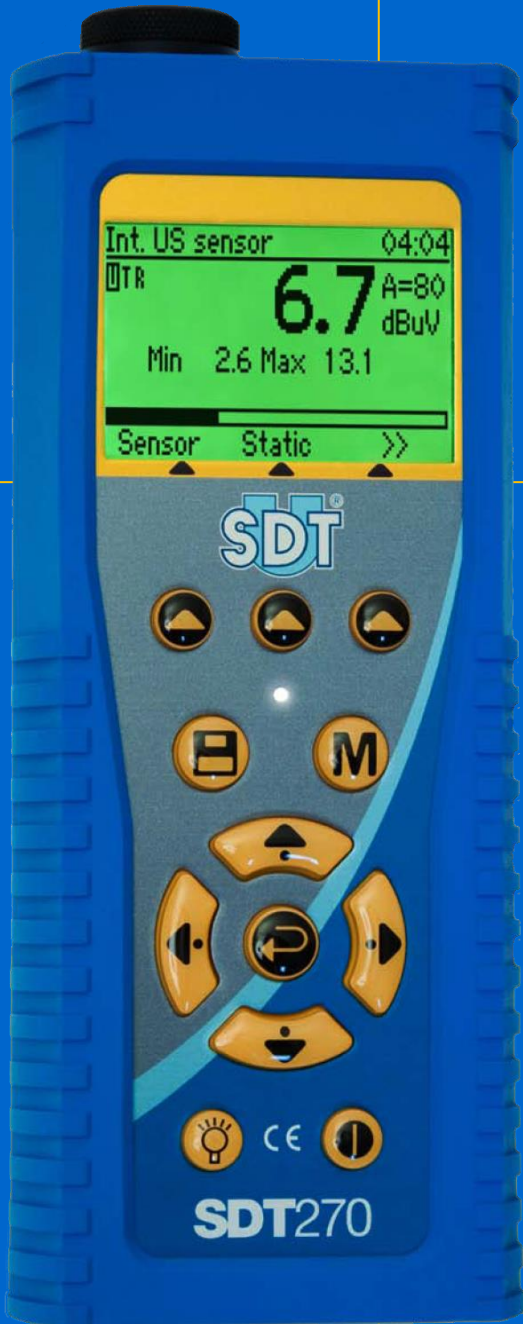 Int. US sensor 04:04
UTR 6.7 A=80
dBuV
Min 2.6 Max 13.1
Sensor Static >>
SDT®
M
CE
SDT270